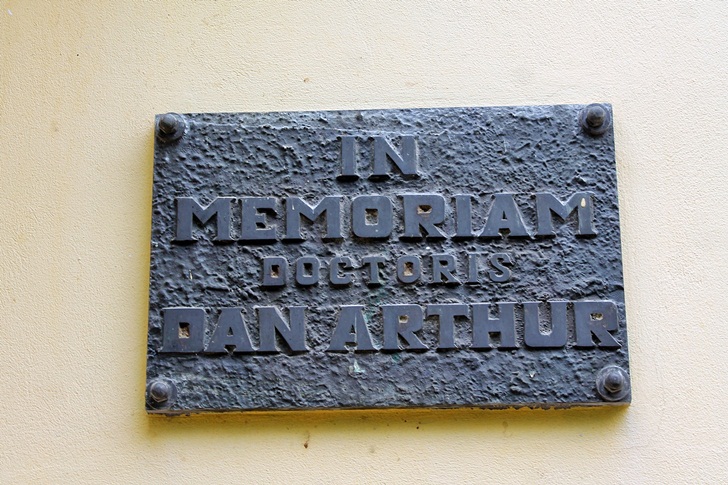 IN
MEMORIAM
DOCTORIS
DAN ARTHUR